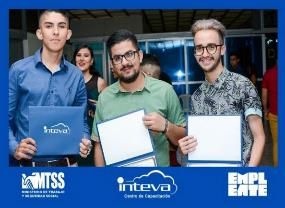 inteva
MTSS
MINISTERIO DE TRABAJO
Y SEGURIDAD SOCIAL
inteva
Centro de Capacitación
EMPL
EATE